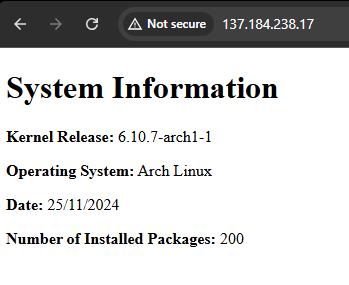 Not secure 137.184.238.17
System Information
Kernel Release: 6.10.7-arch1-1
Operating System: Arch Linux
Date: 25/11/2024
Number of Installed Packages: 200